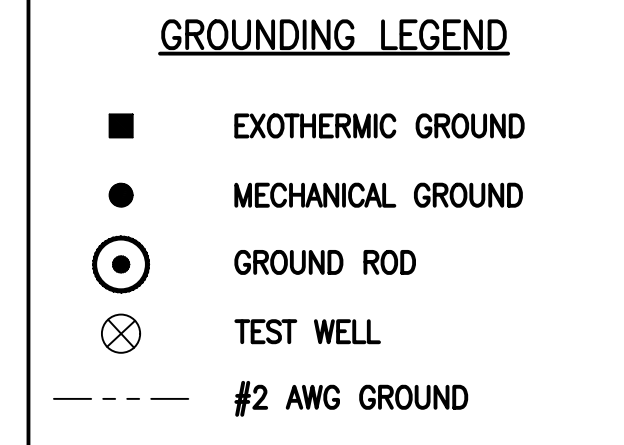 GROUNDING LEGEND
EXOTHERMIC GROUND
MECHANICAL GROUND
GROUND ROD
TEST WELL
#2 AWG GROUND